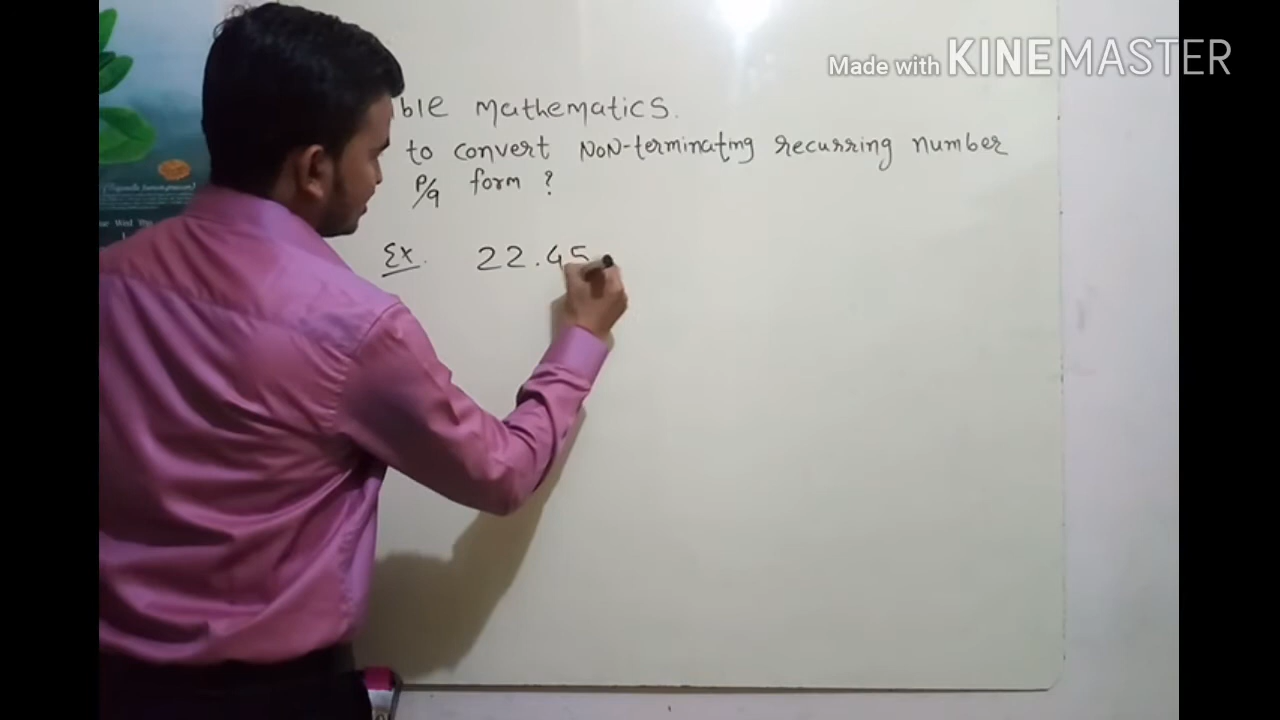 Made with KINEMASTER
ble mathematics.
to convert NON-terminating recurring number
P/q form ?
Ex. 22.45